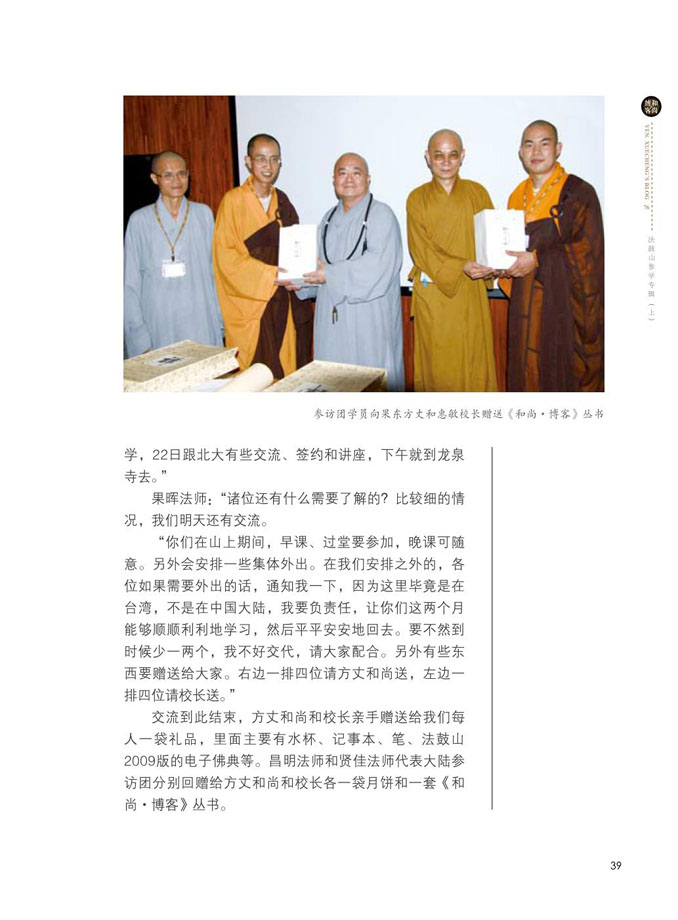 和尚
博客
VEN. XUECHENG'S BLOG
法鼓山参学专辑（上）
参访团学员向果东方丈和惠敏校长赠送《和尚·博客》丛书
学，22日跟北大有些交流、签约和讲座，下午就到龙泉
寺去。”
果晖法师：“诸位还有什么需要了解的？比较细的情
况，我们明天还有交流。
“你们在山上期间，早课、过堂要参加，晚课可随
意。另外会安排一些集体外出。在我们安排之外的，各
位如果需要外出的话，通知我一下，因为这里毕竟是在
台湾，不是在中国大陆，我要负责任，让你们这两个月
能够顺顺利利地学习，然后平平安安地回去。要不然到
时候少一两个，我不好交代，请大家配合。另外有些东
西要赠送给大家。右边一排四位请方丈和尚送，左边一
排四位请校长送。”
交流到此结束，方丈和尚和校长亲手赠送给我们每
人一袋礼品，里面主要有水杯、记事本、笔、法鼓山
2009版的电子佛典等。昌明法师和贤佳法师代表大陆参
访团分别回赠给方丈和尚和校长各一袋月饼和一套《和
尚·博客》丛书。
39